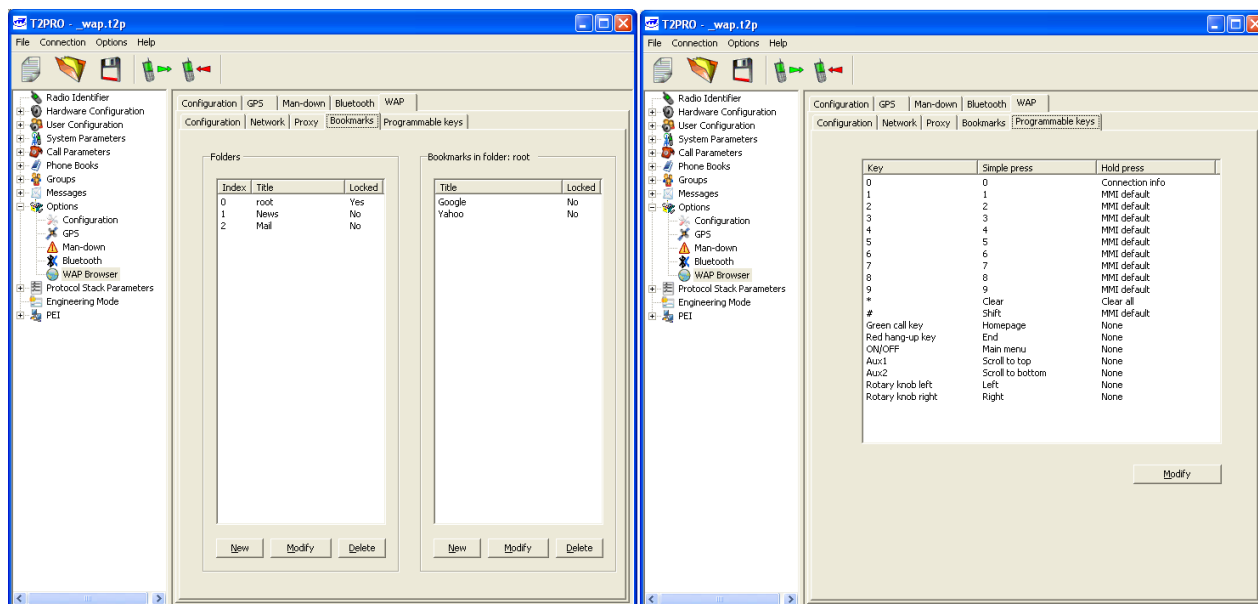 T2PRO - _wap.t2p
File Connection Options Help
Radio Identifier
Hardware Configuration
User Configuration
System Parameters
Call Parameters
Phone Books
Groups
Messages
Options
Configuration
GPS
Man-down
Bluetooth
WAP Browser
Protocol Stack Parameters
Engineering Mode
PEI
Configuration GPS Man-down Bluetooth WAP
Configuration Network Proxy Bookmarks Programmable keys
Folders
Index Title Locked
0 root Yes
1 News No
2 Mail No
New Modify Delete
Bookmarks in folder: root
Title Locked
Google No
Yahoo No
New Modify Delete
T2PRO - _wap.t2p
File Connection Options Help
Radio Identifier
Hardware Configuration
User Configuration
System Parameters
Call Parameters
Phone Books
Groups
Messages
Options
Configuration
GPS
Man-down
Bluetooth
WAP Browser
Protocol Stack Parameters
Engineering Mode
PEI
Configuration GPS Man-down Bluetooth WAP
Configuration Network Proxy Bookmarks Programmable keys
Key Simple press Hold press
0 0 Connection info
1 1 MMI default
2 2 MMI default
3 3 MMI default
4 4 MMI default
5 5 MMI default
6 6 MMI default
7 7 MMI default
8 8 MMI default
9 9 MMI default
* Clear Clear all
# Shift MMI default
Green call key Homepage None
Red hang-up key End None
ON/OFF Main menu None
Aux1 Scroll to top None
Aux2 Scroll to bottom None
Rotary knob left Left None
Rotary knob right Right None
Modify